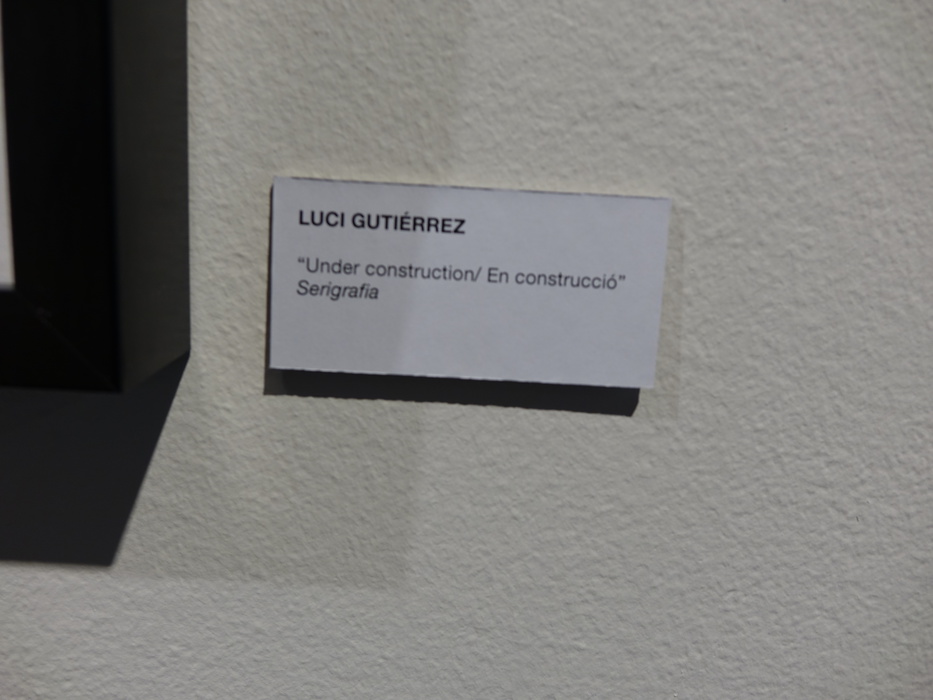 LUCI GUTIÉRREZ
“Under construction/ En construcció”
Serigrafia